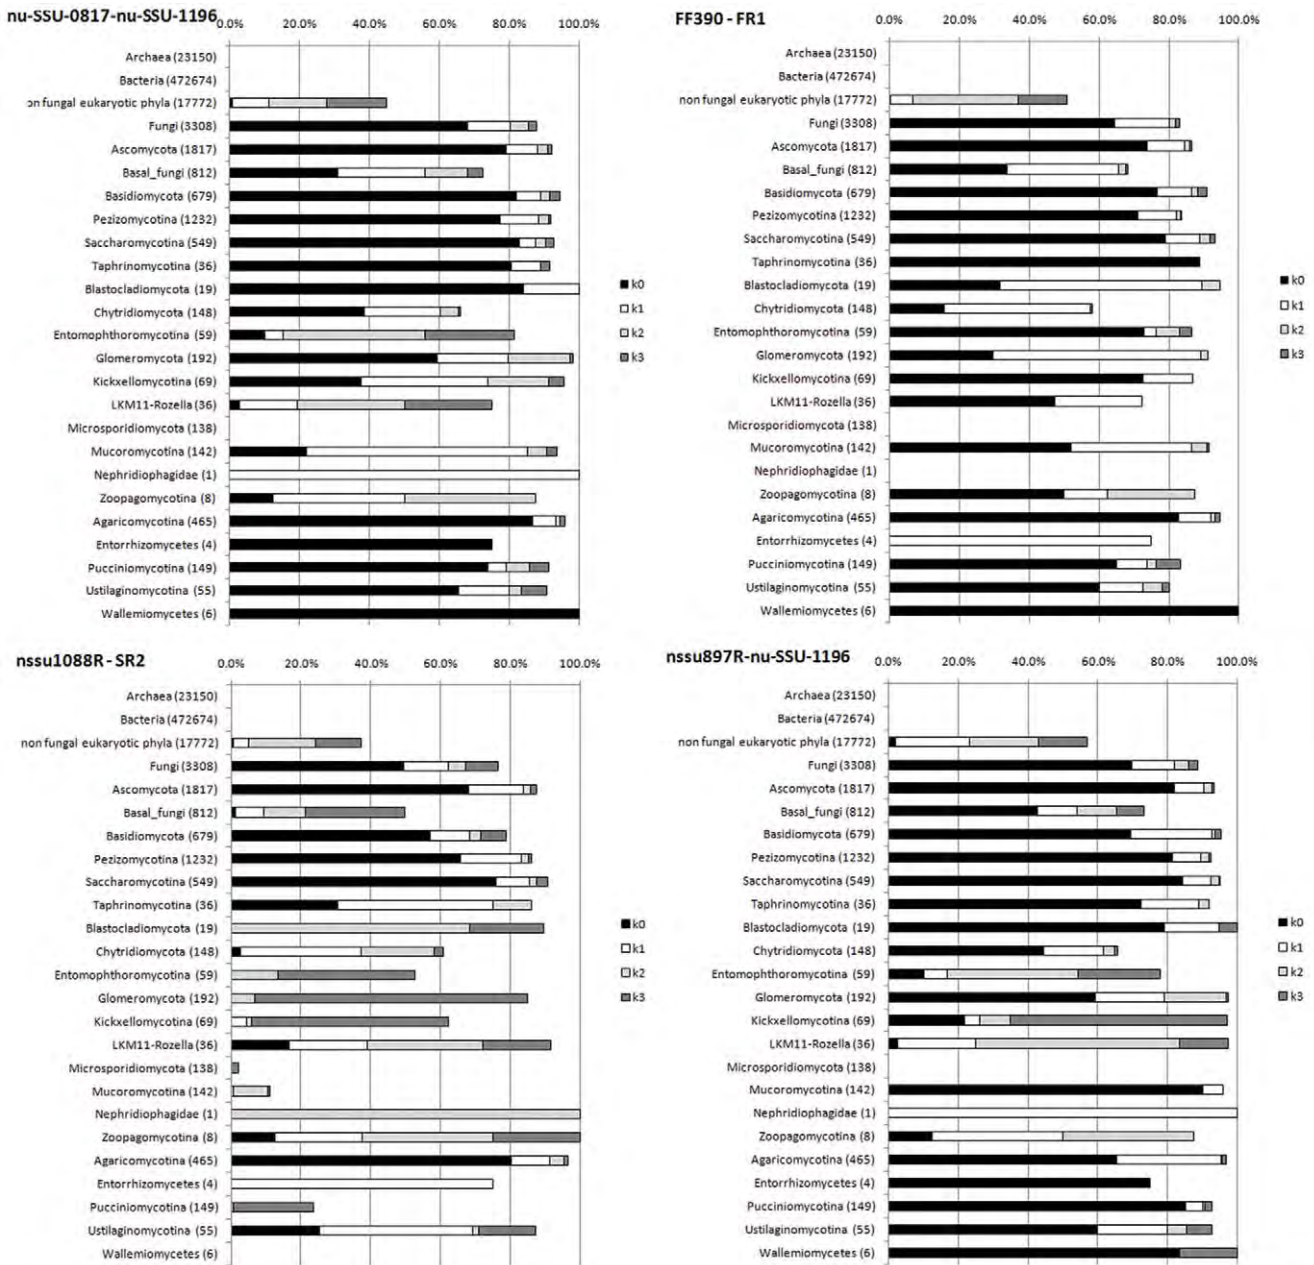 nu-SSU-0817-nu-SSU-1196
0.0% 20.0% 40.0% 60.0% 80.0% 100.0%
Archaea (23150)
Bacteria (472674)
on fungal eukaryotic phyla (17772)
Fungi (3308)
Ascomycota (1817)
Basal_fungi (812)
Basidiomycota (679)
Pezizomycotina (1232)
Saccharomycotina (549)
Taphrinomycotina (36)
Blastocladiomycota (19)
Chytridiomycota (148)
Entomophthoromycotina (59)
Glomeromycota (192)
Kickxellomycotina (69)
LKM11-Rozella (36)
Microsporidiomycota (138)
Mucoromycotina (142)
Nephridiophagidae (1)
Zoopagomycotina (8)
Agaricomycotina (465)
Entorrhizomycetes (4)
Pucciniomycotina (149)
Ustilaginomycotina (55)
Wallemiomycetes (6)
k0
k1
k2
k3
FF390 - FR1
0.0% 20.0% 40.0% 60.0% 80.0% 100.0%
Archaea (23150)
Bacteria (472674)
non fungal eukaryotic phyla (17772)
Fungi (3308)
Ascomycota (1817)
Basal_fungi (812)
Basidiomycota (679)
Pezizomycotina (1232)
Saccharomycotina (549)
Taphrinomycotina (36)
Blastocladiomycota (19)
Chytridiomycota (148)
Entomophthoromycotina (59)
Glomeromycota (192)
Kickxellomycotina (69)
LKM11-Rozella (36)
Microsporidiomycota (138)
Mucoromycotina (142)
Nephridiophagidae (1)
Zoopagomycotina (8)
Agaricomycotina (465)
Entorrhizomycetes (4)
Pucciniomycotina (149)
Ustilaginomycotina (55)
Wallemiomycetes (6)
k0
k1
k2
k3
nssu1088R - SR2
0.0% 20.0% 40.0% 60.0% 80.0% 100.0%
Archaea (23150)
Bacteria (472674)
non fungal eukaryotic phyla (17772)
Fungi (3308)
Ascomycota (1817)
Basal_fungi (812)
Basidiomycota (679)
Pezizomycotina (1232)
Saccharomycotina (549)
Taphrinomycotina (36)
Blastocladiomycota (19)
Chytridiomycota (148)
Entomophthoromycotina (59)
Glomeromycota (192)
Kickxellomycotina (69)
LKM11-Rozella (36)
Microsporidiomycota (138)
Mucoromycotina (142)
Nephridiophagidae (1)
Zoopagomycotina (8)
Agaricomycotina (465)
Entorrhizomycetes (4)
Pucciniomycotina (149)
Ustilaginomycotina (55)
Wallemiomycetes (6)
k0
k1
k2
k3
nssu897R-nu-SSU-1196
0.0% 20.0% 40.0% 60.0% 80.0% 100.0%
Archaea (23150)
Bacteria (472674)
non fungal eukaryotic phyla (17772)
Fungi (3308)
Ascomycota (1817)
Basal_fungi (812)
Basidiomycota (679)
Pezizomycotina (1232)
Saccharomycotina (549)
Taphrinomycotina (36)
Blastocladiomycota (19)
Chytridiomycota (148)
Entomophthoromycotina (59)
Glomeromycota (192)
Kickxellomycotina (69)
LKM11-Rozella (36)
Microsporidiomycota (138)
Mucoromycotina (142)
Nephridiophagidae (1)
Zoopagomycotina (8)
Agaricomycotina (465)
Entorrhizomycetes (4)
Pucciniomycotina (149)
Ustilaginomycotina (55)
Wallemiomycetes (6)
k0
k1
k2
k3